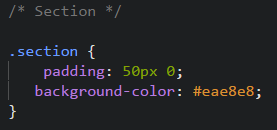 /* Section */
.section {
padding: 50px 0;
background-color: #eae8e8;
}